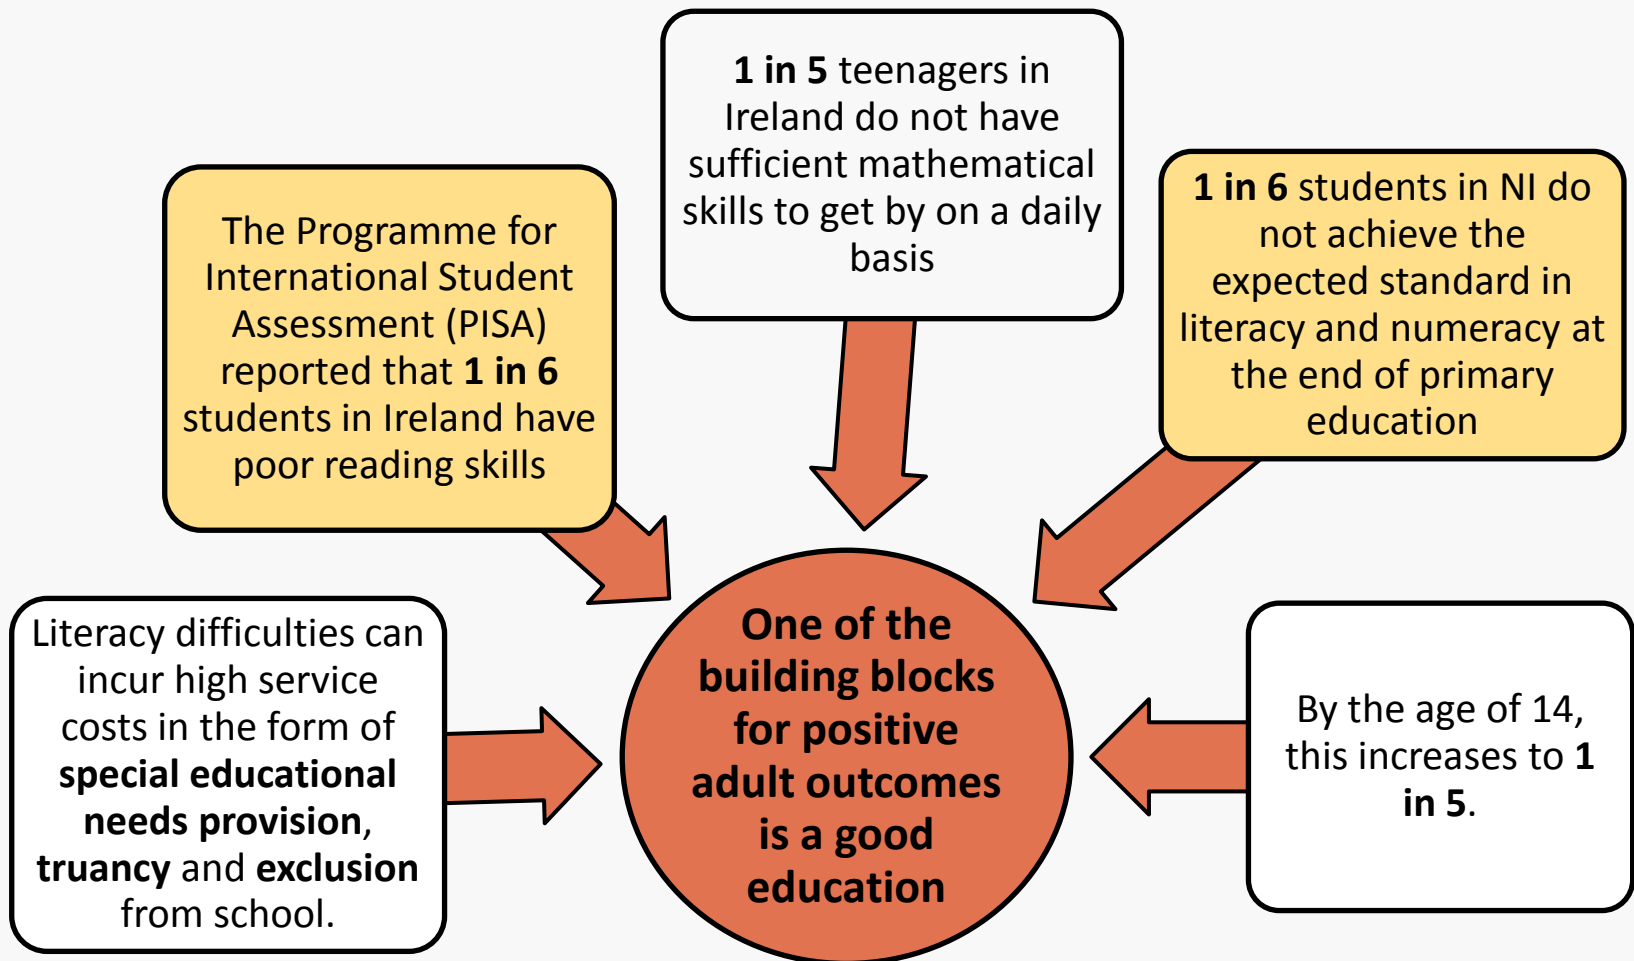 1 in 5 teenagers in
Ireland do not have
sufficient mathematical
skills to get by on a daily
basis
The Programme for
International Student
Assessment (PISA)
reported that 1 in 6
students in Ireland have
poor reading skills
1 in 6 students in NI do
not achieve the
expected standard in
literacy and numeracy at
the end of primary
education
Literacy difficulties can
incur high service
costs in the form of
special educational
needs provision,
truancy and exclusion
from school.
One of the
building blocks
for positive
adult outcomes
is a good
education
By the age of 14,
this increases to 1
in 5.